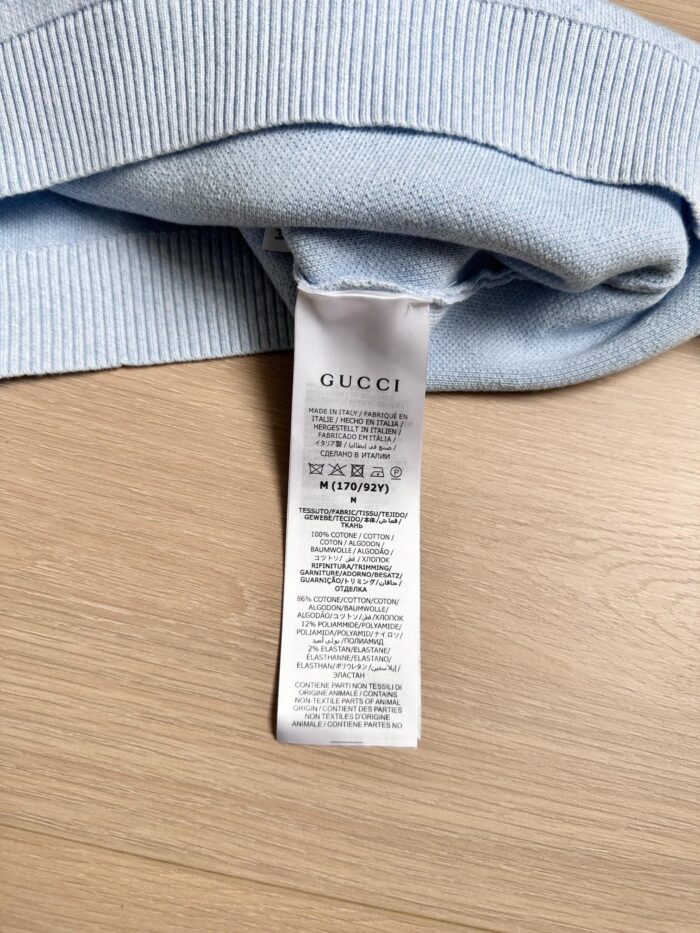 GUCCI
MADE IN ITALY / FABRIQUÉ EN
ITALIE / HECHO EN ITALIA /
HERGESTELLT IN ITALIEN /
FABRICADO EM ITÁLIA /
イタリア製 / صنع في إيطاليا /
СДЕЛАНО В ИТАЛИИ
P
M (170/92Y)
M
TESSUTO/FABRIC/TISSU/TEJIDO/
GEWEBE/TECIDO/本体/قماش/
ТКАНЬ
100% COTONE / COTTON /
COTON / ALGODON /
BAUMWOLLE / ALGODÃO /
コットン / قطن / ХЛОПОК
RIFINITURA/TRIMMING/
GARNITURE/ADORNO/BESATZ/
GUARNIÇÃO/トリミング/حافات/
ОТДЕЛКА
86% COTONE/COTTON/COTON/
ALGODON/BAUMWOLLE/
ALGODÃO/コットン/قطن/ХЛОПОК
12% POLIAMMIDE/POLYAMIDE/
POLIAMIDA/POLYAMID/ナイロン/
بولي أميد/ПОЛИАМИД
2% ELASTAN/ELASTANE/
ÉLASTHANNE/ELASTANO/
ELASTHAN/ポリウレタン/إيلاستين/
ЭЛАСТАН
CONTIENE PARTI NON TESSILI DI
ORIGINE ANIMALE / CONTAINS
NON-TEXTILE PARTS OF ANIMAL
ORIGIN / CONTIENT DES PARTIES
NON TEXTILES D'ORIGINE
ANIMALE / CONTIENE PARTES NO